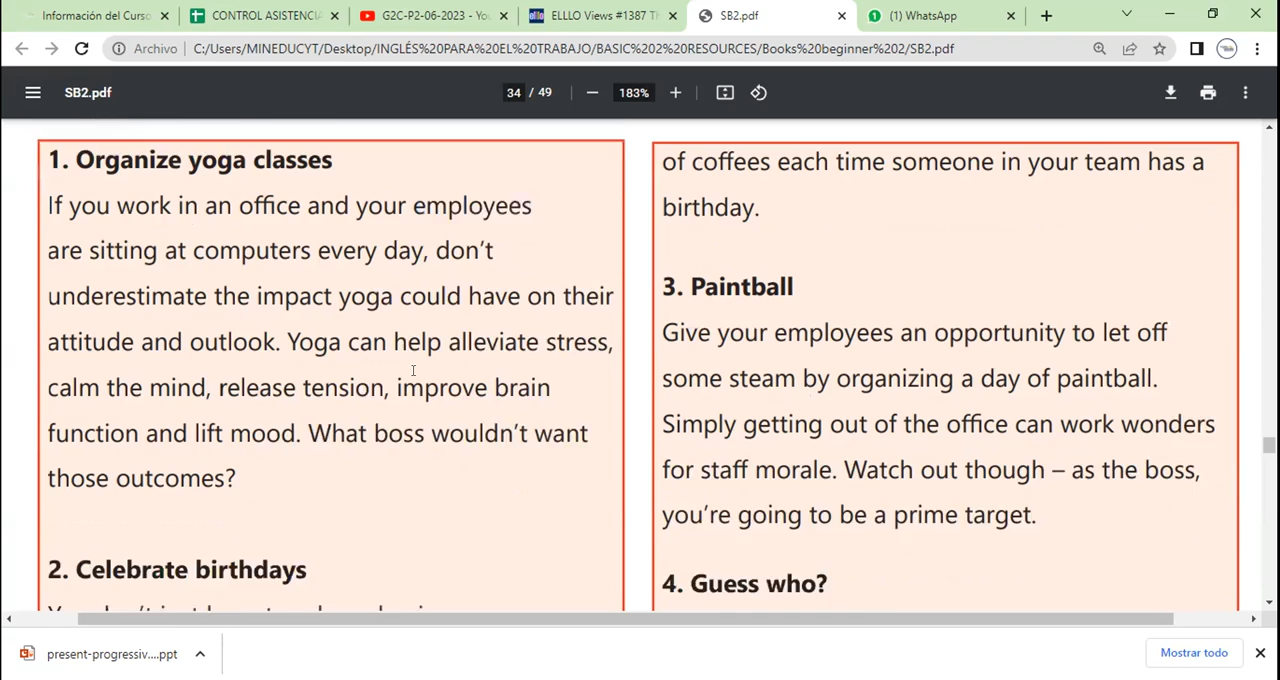 Información del Curso
CONTROL ASISTENCIA
G2C-P2-06-2023 - You
ELLLO Views #1387 Th
SB2.pdf
(1) WhatsApp
Archivo
C:/Users/MINEDUCYT/Desktop/INGLÉS%20PARA%20EL%20TRABAJO/BASIC%202%20RESOURCES/Books%20beginner%202/SB2.pdf
SB2.pdf
34 / 49
183%
1. Organize yoga classes
If you work in an office and your employees
are sitting at computers every day, don’t
underestimate the impact yoga could have on their
attitude and outlook. Yoga can help alleviate stress,
calm the mind, release tension, improve brain
function and lift mood. What boss wouldn’t want
those outcomes?
2. Celebrate birthdays
of coffees each time someone in your team has a
birthday.
3. Paintball
Give your employees an opportunity to let off
some steam by organizing a day of paintball.
Simply getting out of the office can work wonders
for staff morale. Watch out though – as the boss,
you’re going to be a prime target.
4. Guess who?
present-progressiv....ppt
Mostrar todo